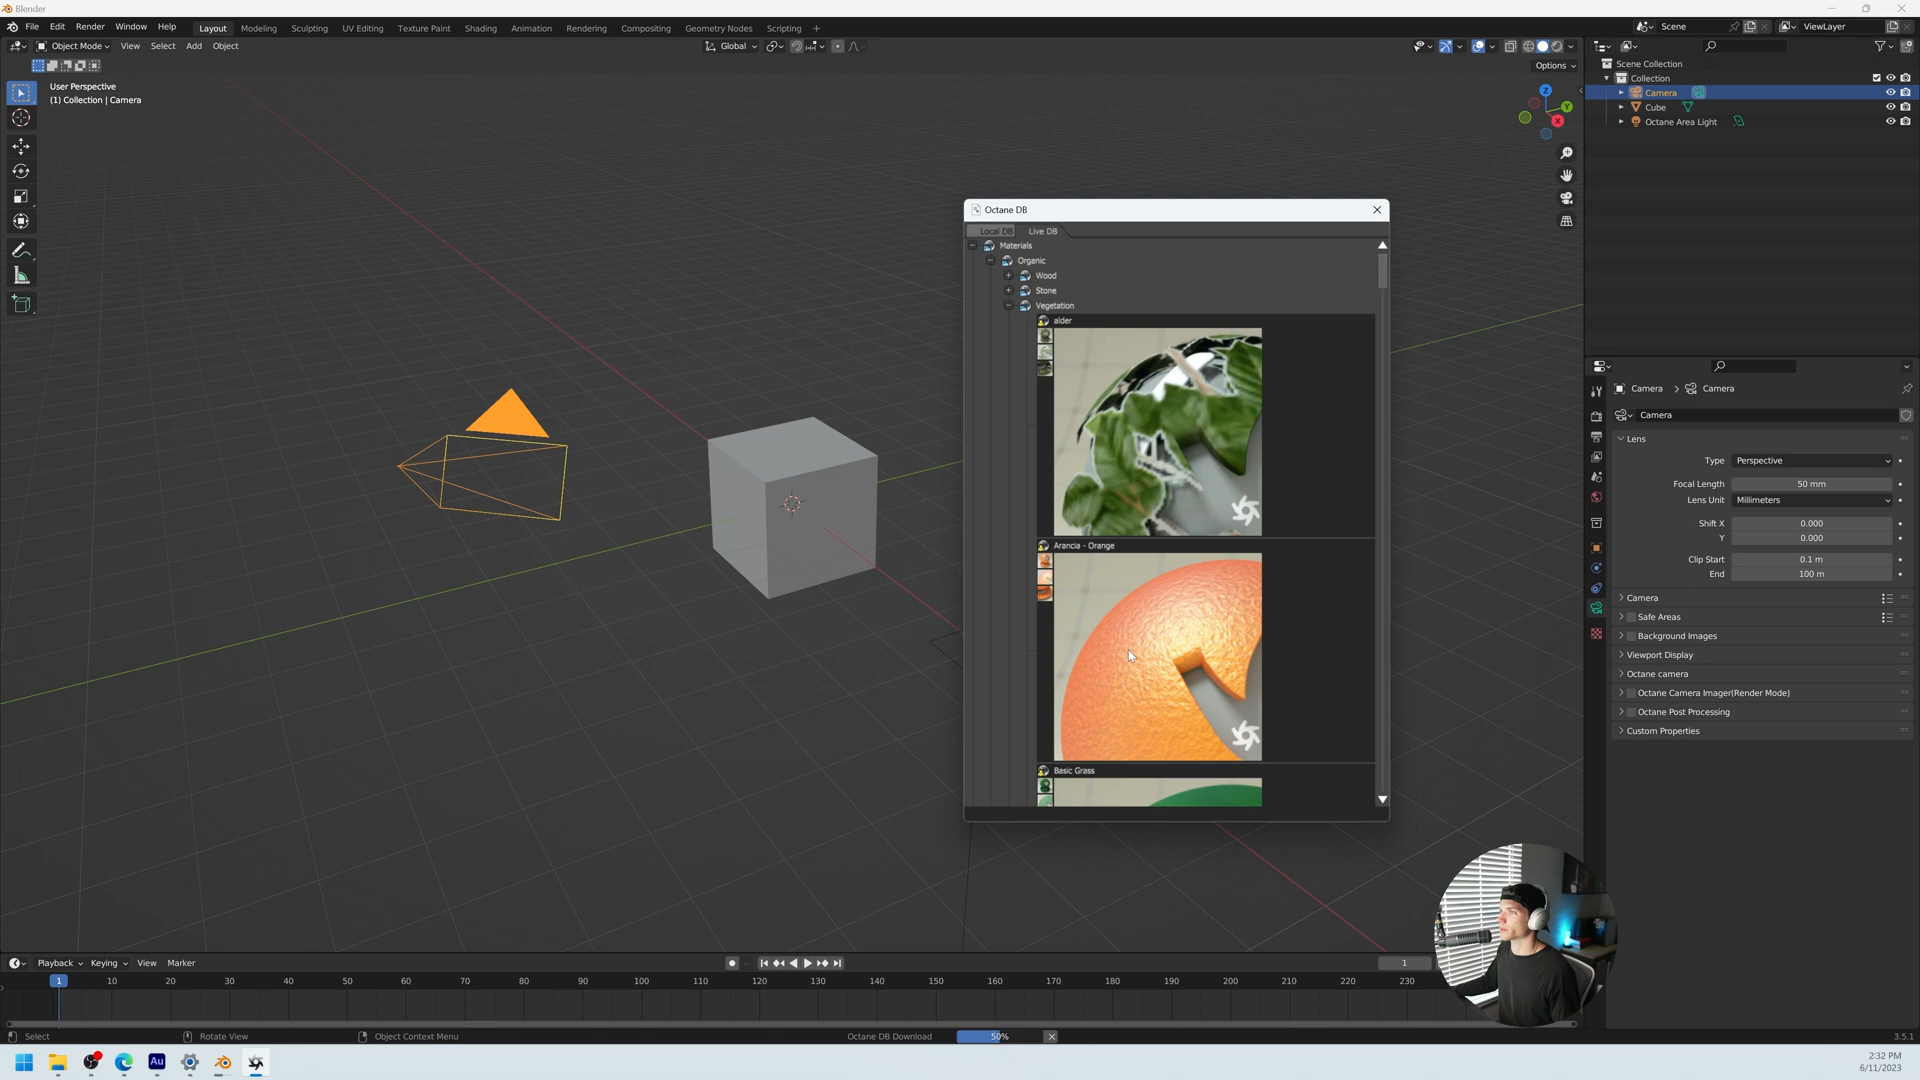 Blender
File Edit Render Window Help Layout Modeling Sculpting UV Editing Texture Paint Shading Animation Rendering Compositing Geometry Nodes Scripting + Scene ViewLayer
Object Mode View Select Add Object Global
Options
User Perspective
(1) Collection | Camera
Z
Y
X
Scene Collection
Collection
Camera
Cube
Octane Area Light
Octane DB
Local DB Live DB
Materials
Organic
Wood
Stone
Vegetation
alder
Arancia - Orange
Basic Grass
Camera > Camera
Camera
Lens
Type Perspective
Focal Length 50 mm
Lens Unit Millimeters
Shift X 0.000
Y 0.000
Clip Start 0.1 m
End 100 m
Camera
Safe Areas
Background Images
Viewport Display
Octane camera
Octane Camera Imager(Render Mode)
Octane Post Processing
Custom Properties
Playback Keying View Marker 1
1 10 20 30 40 50 60 70 80 90 100 110 120 130 140 150 160 170 180 190 200 210 220 230
Select Rotate View Object Context Menu Octane DB Download 50% 3.5.1
Au
2:32 PM
6/11/2023